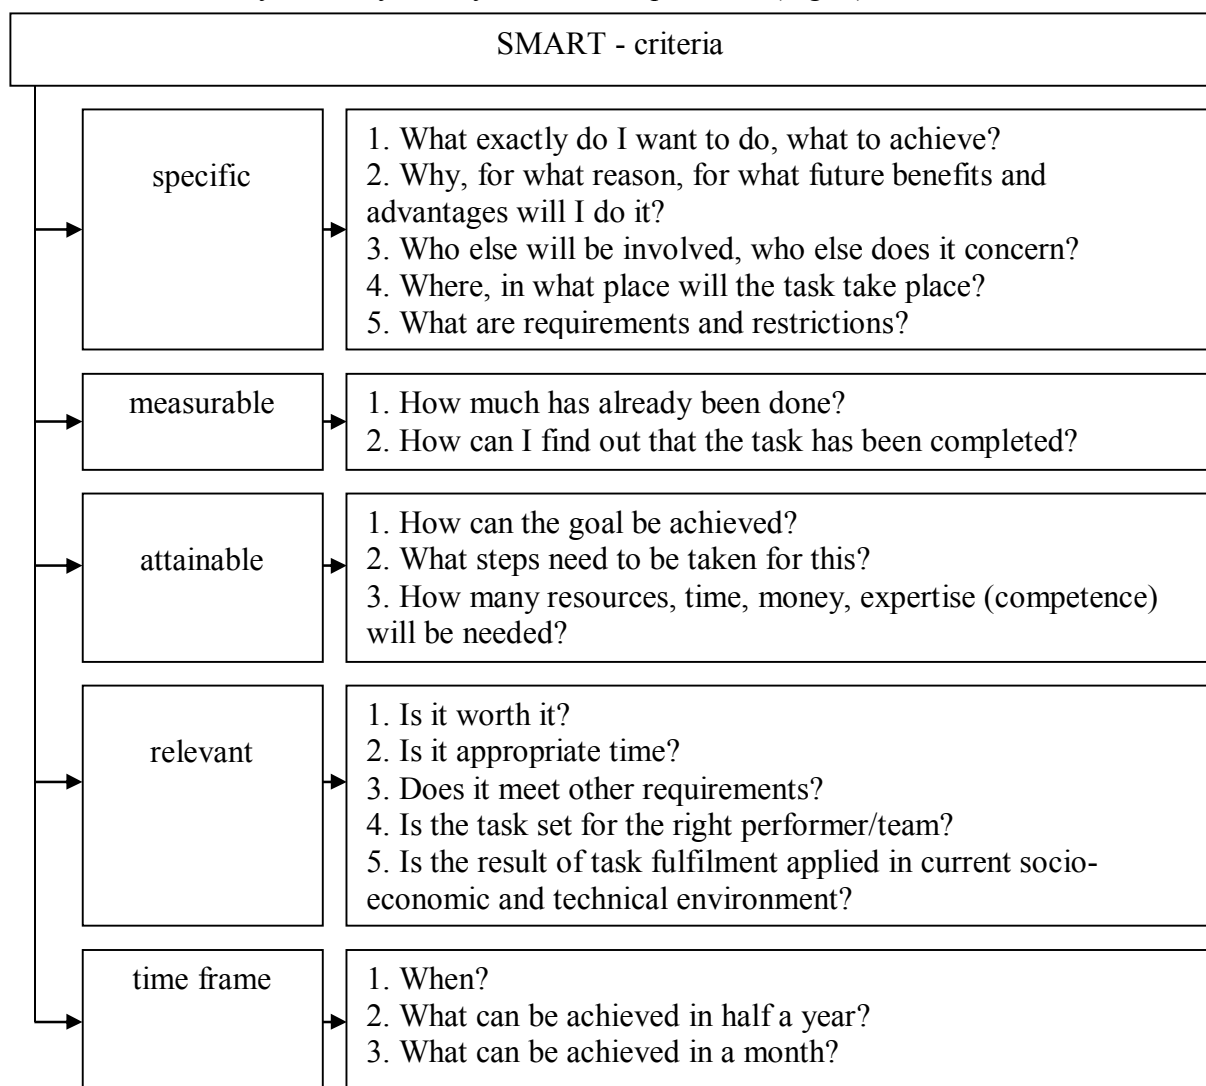 SMART - criteria
specific
1. What exactly do I want to do, what to achieve?
2. Why, for what reason, for what future benefits and
advantages will I do it?
3. Who else will be involved, who else does it concern?
4. Where, in what place will the task take place?
5. What are requirements and restrictions?
measurable
1. How much has already been done?
2. How can I find out that the task has been completed?
attainable
1. How can the goal be achieved?
2. What steps need to be taken for this?
3. How many resources, time, money, expertise (competence)
will be needed?
relevant
1. Is it worth it?
2. Is it appropriate time?
3. Does it meet other requirements?
4. Is the task set for the right performer/team?
5. Is the result of task fulfilment applied in current socio-
economic and technical environment?
time frame
1. When?
2. What can be achieved in half a year?
3. What can be achieved in a month?